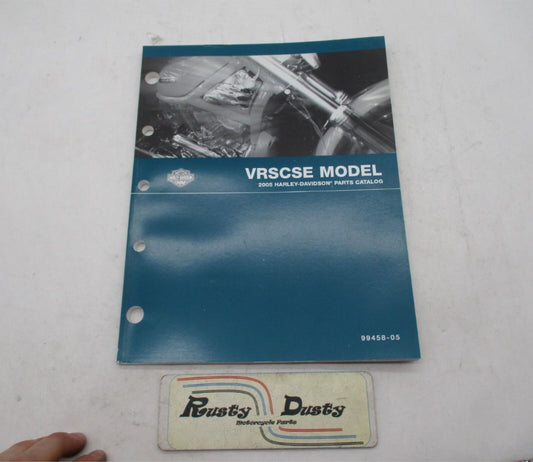 VRSCSE MODEL
2005 HARLEY-DAVIDSON® PARTS CATALOG
99458-05
Rusty Dusty
Motorcycle Parts